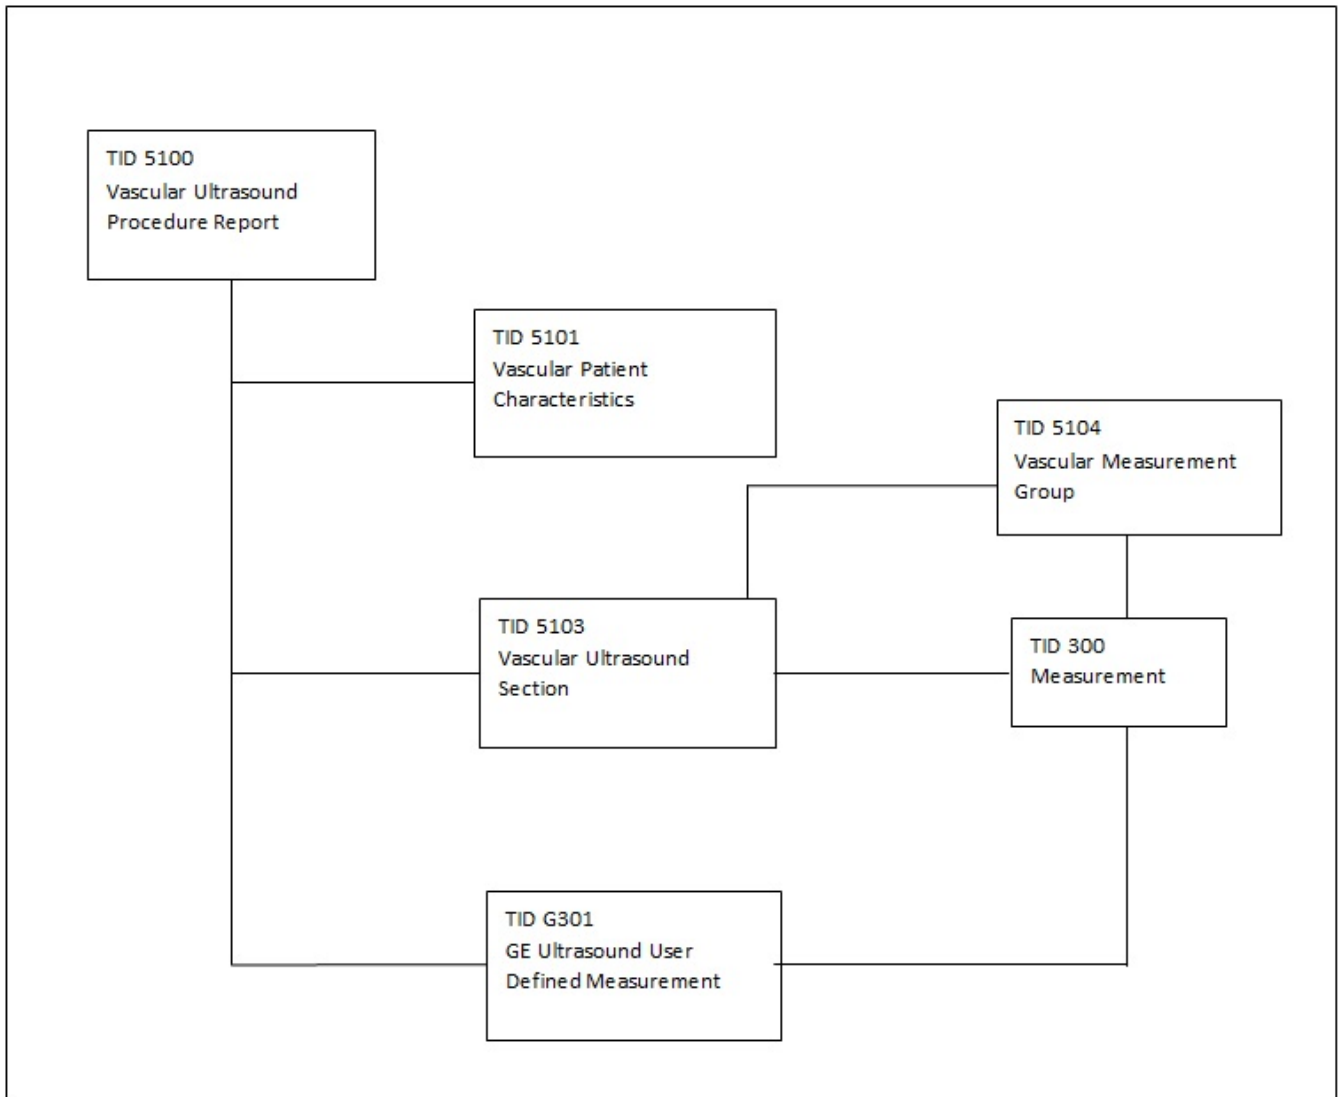 TID 5100
Vascular Ultrasound
Procedure Report
TID 5101
Vascular Patient
Characteristics
TID 5104
Vascular Measurement
Group
TID 5103
Vascular Ultrasound
Section
TID 300
Measurement
TID G301
GE Ultrasound User
Defined Measurement